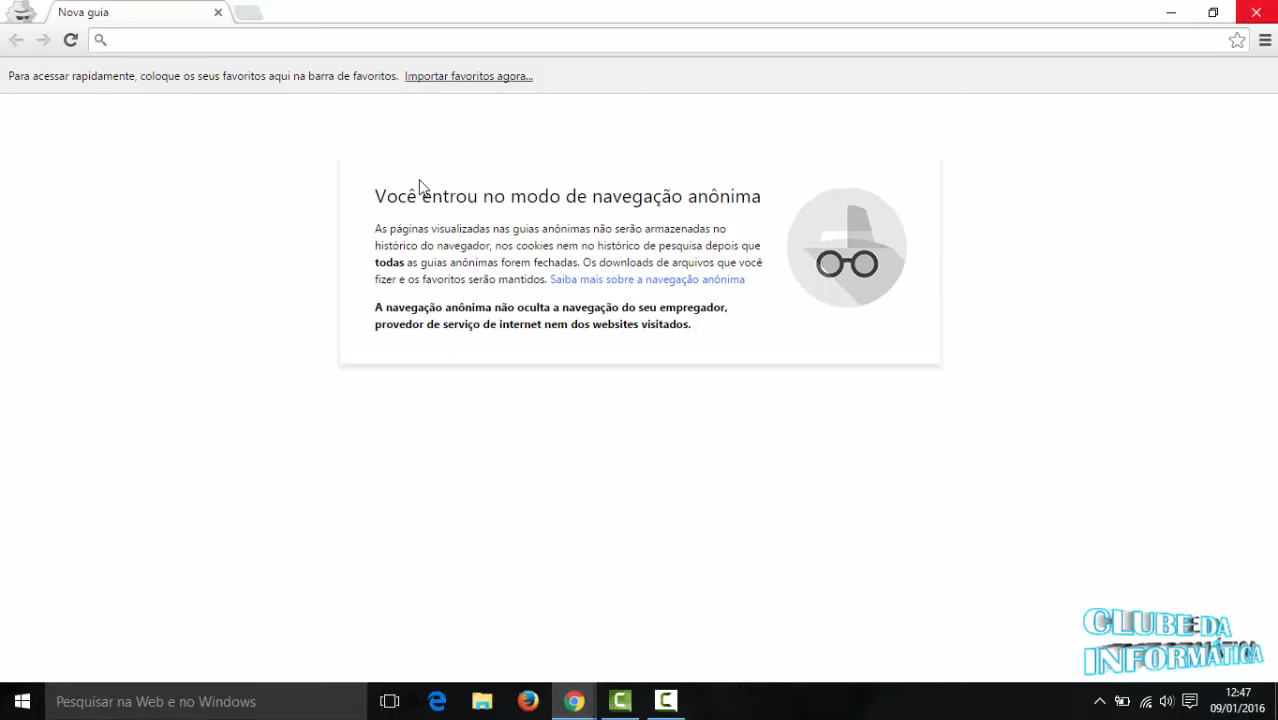 Nova guia
Para acessar rapidamente, coloque os seus favoritos aqui na barra de favoritos. Importar favoritos agora...
Você entrou no modo de navegação anônima
As páginas visualizadas nas guias anônimas não serão armazenadas no
histórico do navegador, nos cookies nem no histórico de pesquisa depois que
todas as guias anônimas forem fechadas. Os downloads de arquivos que você
fizer e os favoritos serão mantidos. Saiba mais sobre a navegação anônima
A navegação anônima não oculta a navegação do seu empregador,
provedor de serviço de internet nem dos websites visitados.
CLUBE DA
INFORMÁTICA
Pesquisar na Web e no Windows
12:47
09/01/2016